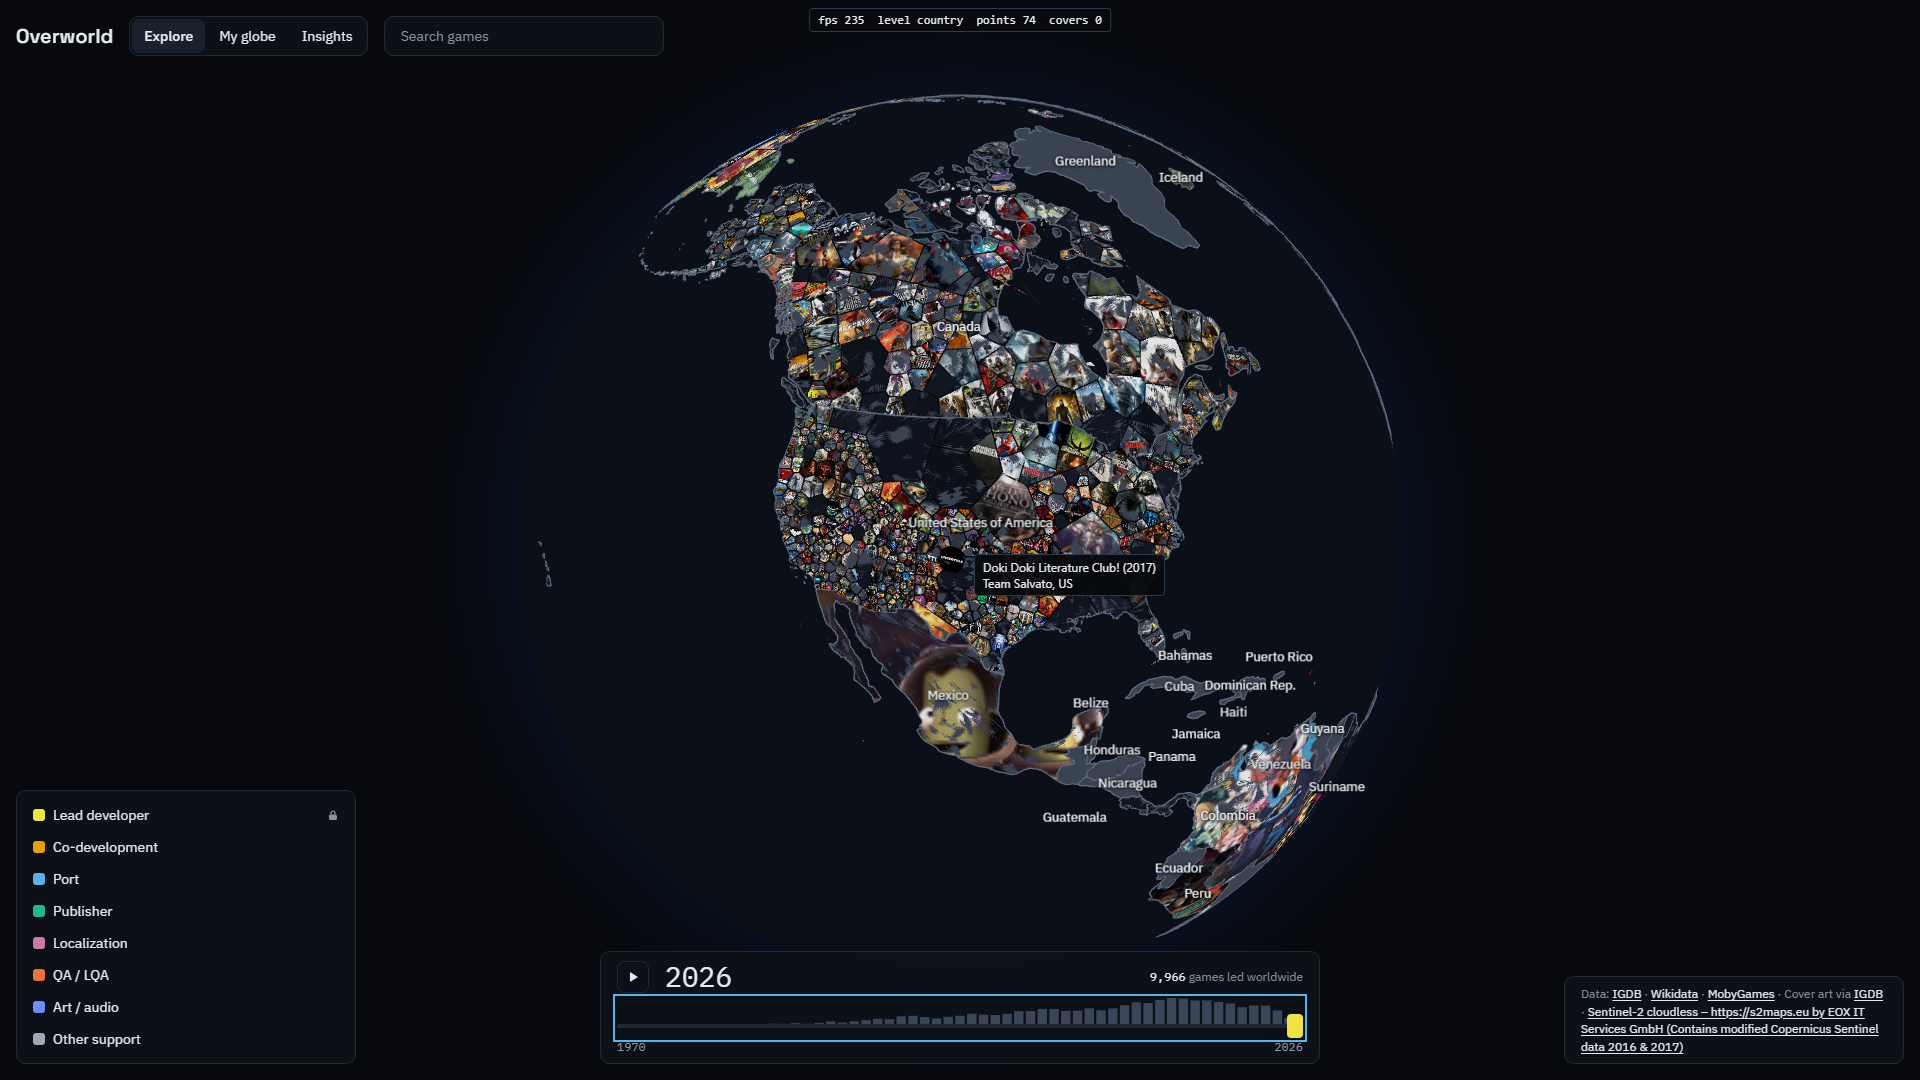 Overworld
Explore
My globe
Insights
Search games
fps 235 level country points 74 covers 0
Greenland
Iceland
Canada
United States of America
Doki Doki Literature Club! (2017)
Team Salvato, US
Bahamas
Puerto Rico
Mexico
Cuba
Dominican Rep.
Belize
Haiti
Jamaica
Guyana
Honduras
Panama
Venezuela
Nicaragua
Suriname
Guatemala
Colombia
Ecuador
Peru
Lead developer
Co-development
Port
Publisher
Localization
QA / LQA
Art / audio
Other support
2026
9,966 games led worldwide
1970
2026
Data: IGDB · Wikidata · MobyGames · Cover art via IGDB
· Sentinel-2 cloudless – https://s2maps.eu by EOX IT
Services GmbH (Contains modified Copernicus Sentinel
data 2016 & 2017)